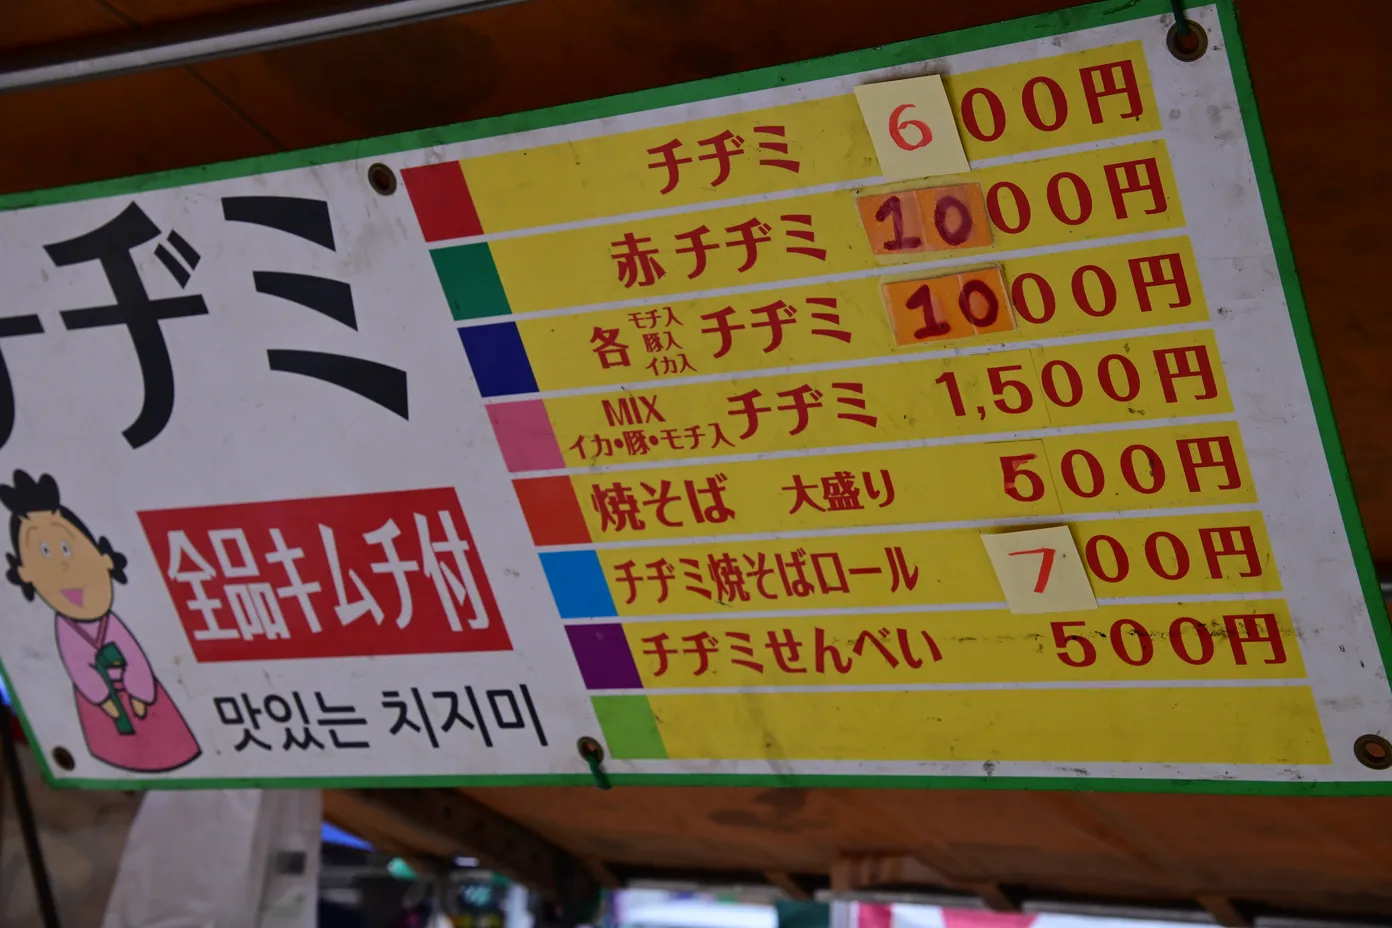 チヂミ
全品キムチ付
맛있는 치지미
チヂミ 600円
赤チヂミ 1000円
各 モチ入 豚入 イカ入 チヂミ 1000円
MIX イカ・豚・モチ入 チヂミ 1,500円
焼そば 大盛り 500円
チヂミ焼そばロール 700円
チヂミせんべい 500円